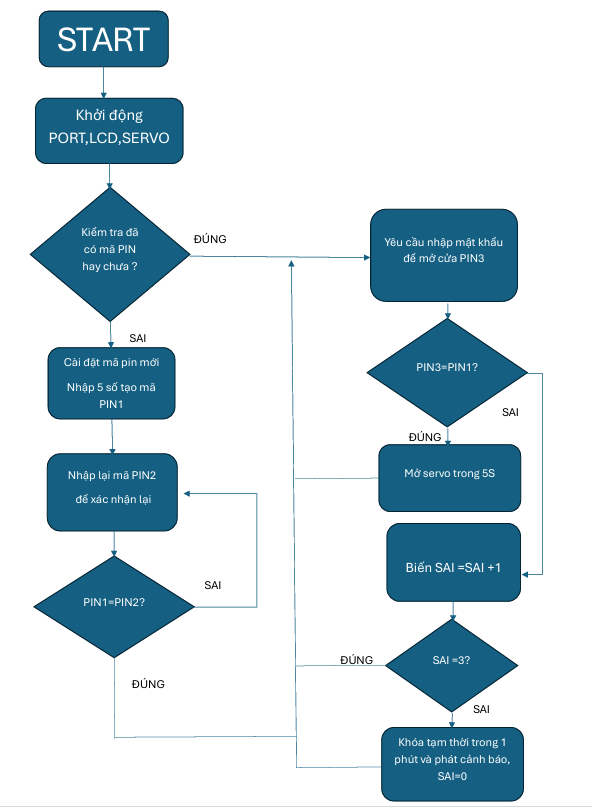 START
Khởi động
PORT,LCD,SERVO
Kiểm tra đã
có mã PIN
hay chưa ?
ĐÚNG
SAI
Cài đặt mã pin mới
Nhập 5 số tạo mã
PIN1
Nhập lại mã PIN2
để xác nhận lại
PIN1=PIN2?
SAI
ĐÚNG
Yêu cầu nhập mật khẩu
để mở cửa PIN3
PIN3=PIN1?
SAI
ĐÚNG
Mở servo trong 5S
Biến SAI =SAI +1
SAI =3?
ĐÚNG
SAI
Khóa tạm thời trong 1
phút và phát cảnh báo,
SAI=0